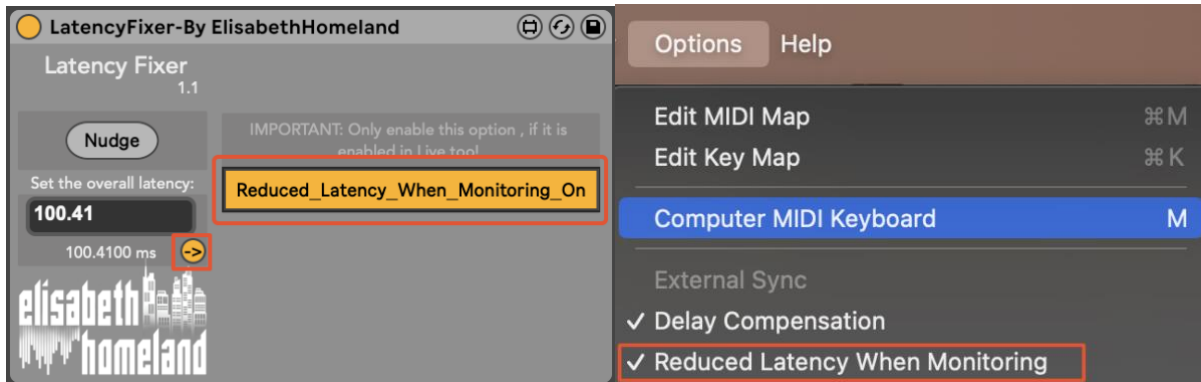 LatencyFixer-By ElisabethHomeland
Latency Fixer
1.1
Nudge
IMPORTANT: Only enable this option , if it is
enabled in Live too!
Set the overall latency:
Reduced_Latency_When_Monitoring_On
100.41
100.4100 ms
->
elisabeth
homeland
Options Help
Edit MIDI Map ⌘M
Edit Key Map ⌘K
Computer MIDI Keyboard M
External Sync
✓ Delay Compensation
✓ Reduced Latency When Monitoring